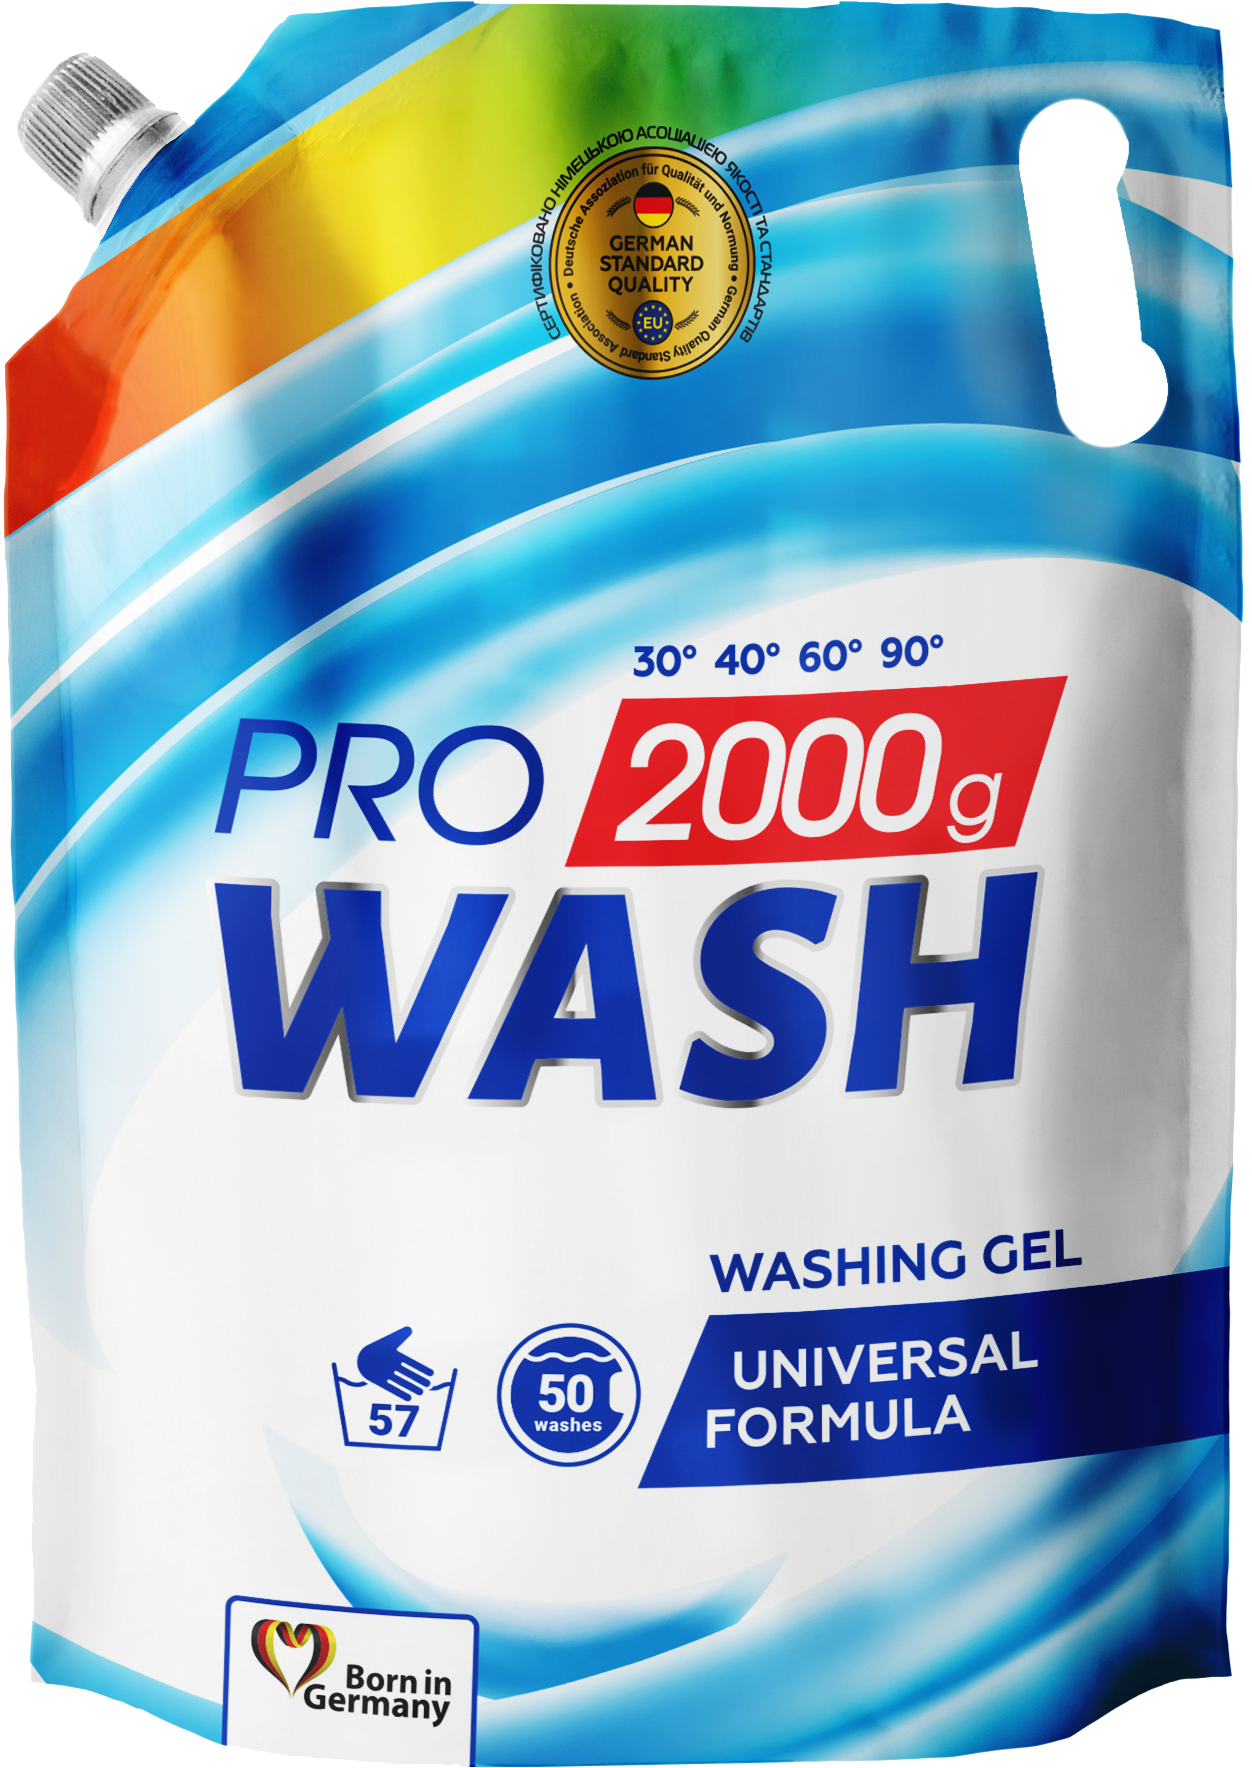 СЕРТИФІКОВАНО НІМЕЦЬКОЮ АСОЦІАЦІЄЮ ЯКОСТІ ТА СТАНДАРТІВ
Deutsche Assoziation für Qualität und Normung • German Quality Standard Association •
GERMAN
STANDARD
QUALITY
EU
30° 40° 60° 90°
PRO 2000 g
WASH
WASHING GEL
UNIVERSAL
FORMULA
57
50
washes
Born in
Germany